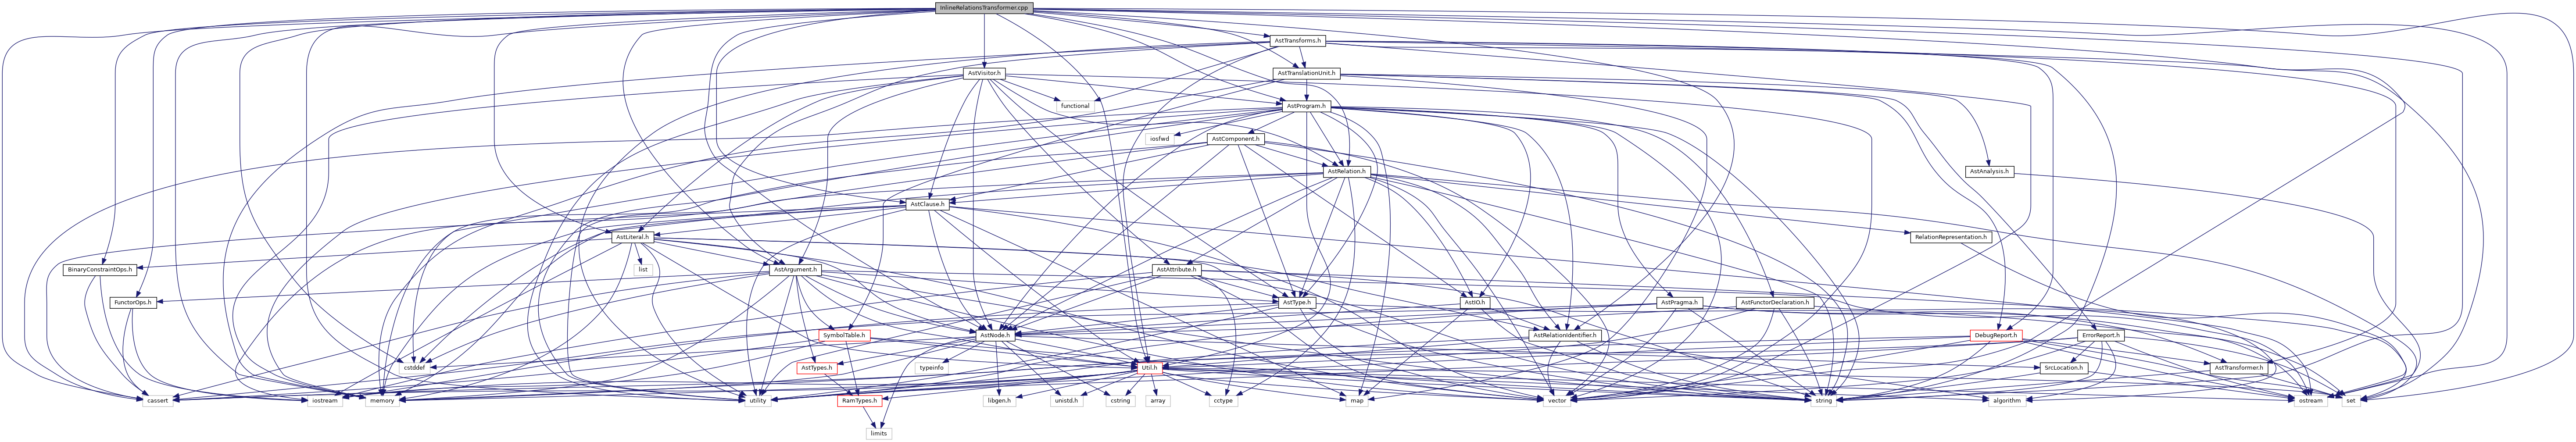 InlineRelationsTransformer.cpp
AstTransforms.h
AstVisitor.h
AstTranslationUnit.h
functional
AstProgram.h
iosfwd
AstComponent.h
AstRelation.h
AstAnalysis.h
AstClause.h
AstLiteral.h
RelationRepresentation.h
BinaryConstraintOps.h
list
AstArgument.h
AstAttribute.h
FunctorOps.h
AstType.h
AstIO.h
AstPragma.h
AstFunctorDeclaration.h
SymbolTable.h
AstNode.h
AstRelationIdentifier.h
DebugReport.h
ErrorReport.h
cstddef
AstTypes.h
typeinfo
Util.h
SrcLocation.h
AstTransformer.h
cassert
iostream
memory
utility
RamTypes.h
libgen.h
unistd.h
cstring
array
cctype
map
vector
string
algorithm
ostream
set
limits